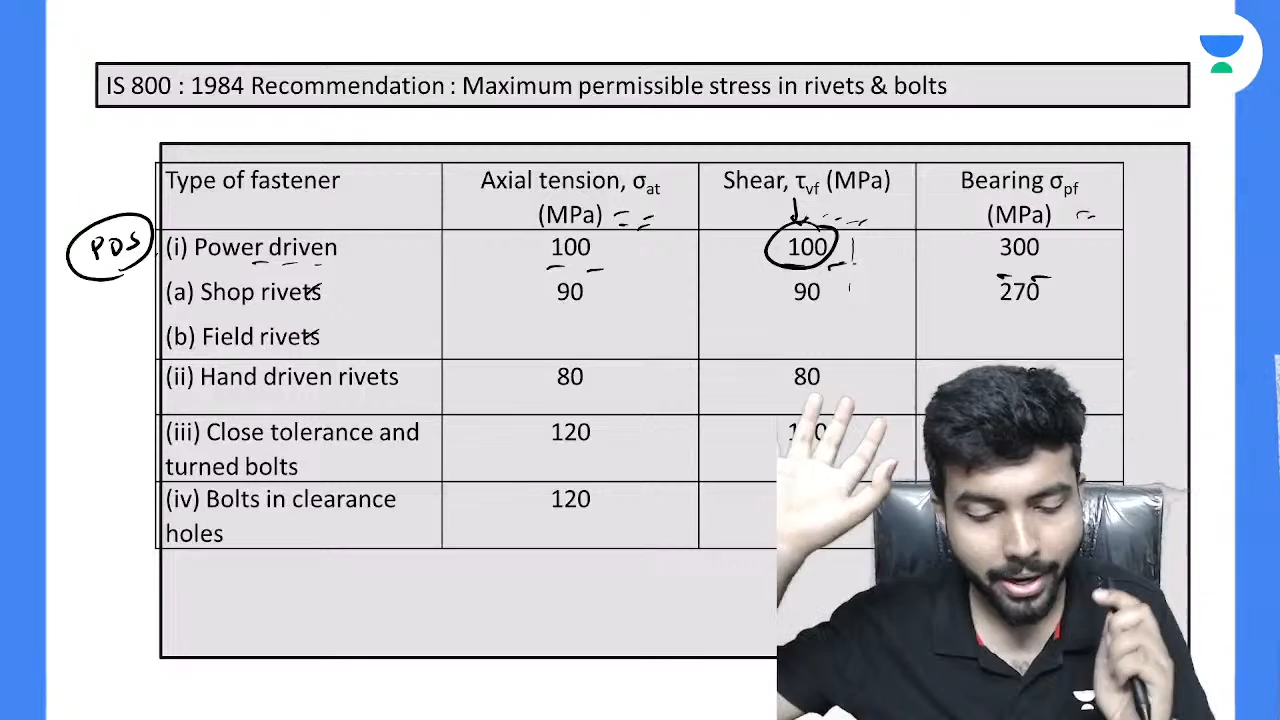 IS 800 : 1984 Recommendation : Maximum permissible stress in rivets & bolts
Type of fastener
Axial tension, σat (MPa)
Shear, τvf (MPa)
Bearing σpf (MPa)
PDS
(i) Power driven
100
100
300
(a) Shop rivets
90
90
270
(b) Field rivets
(ii) Hand driven rivets
80
80
(iii) Close tolerance and
turned bolts
120
(iv) Bolts in clearance
holes
120